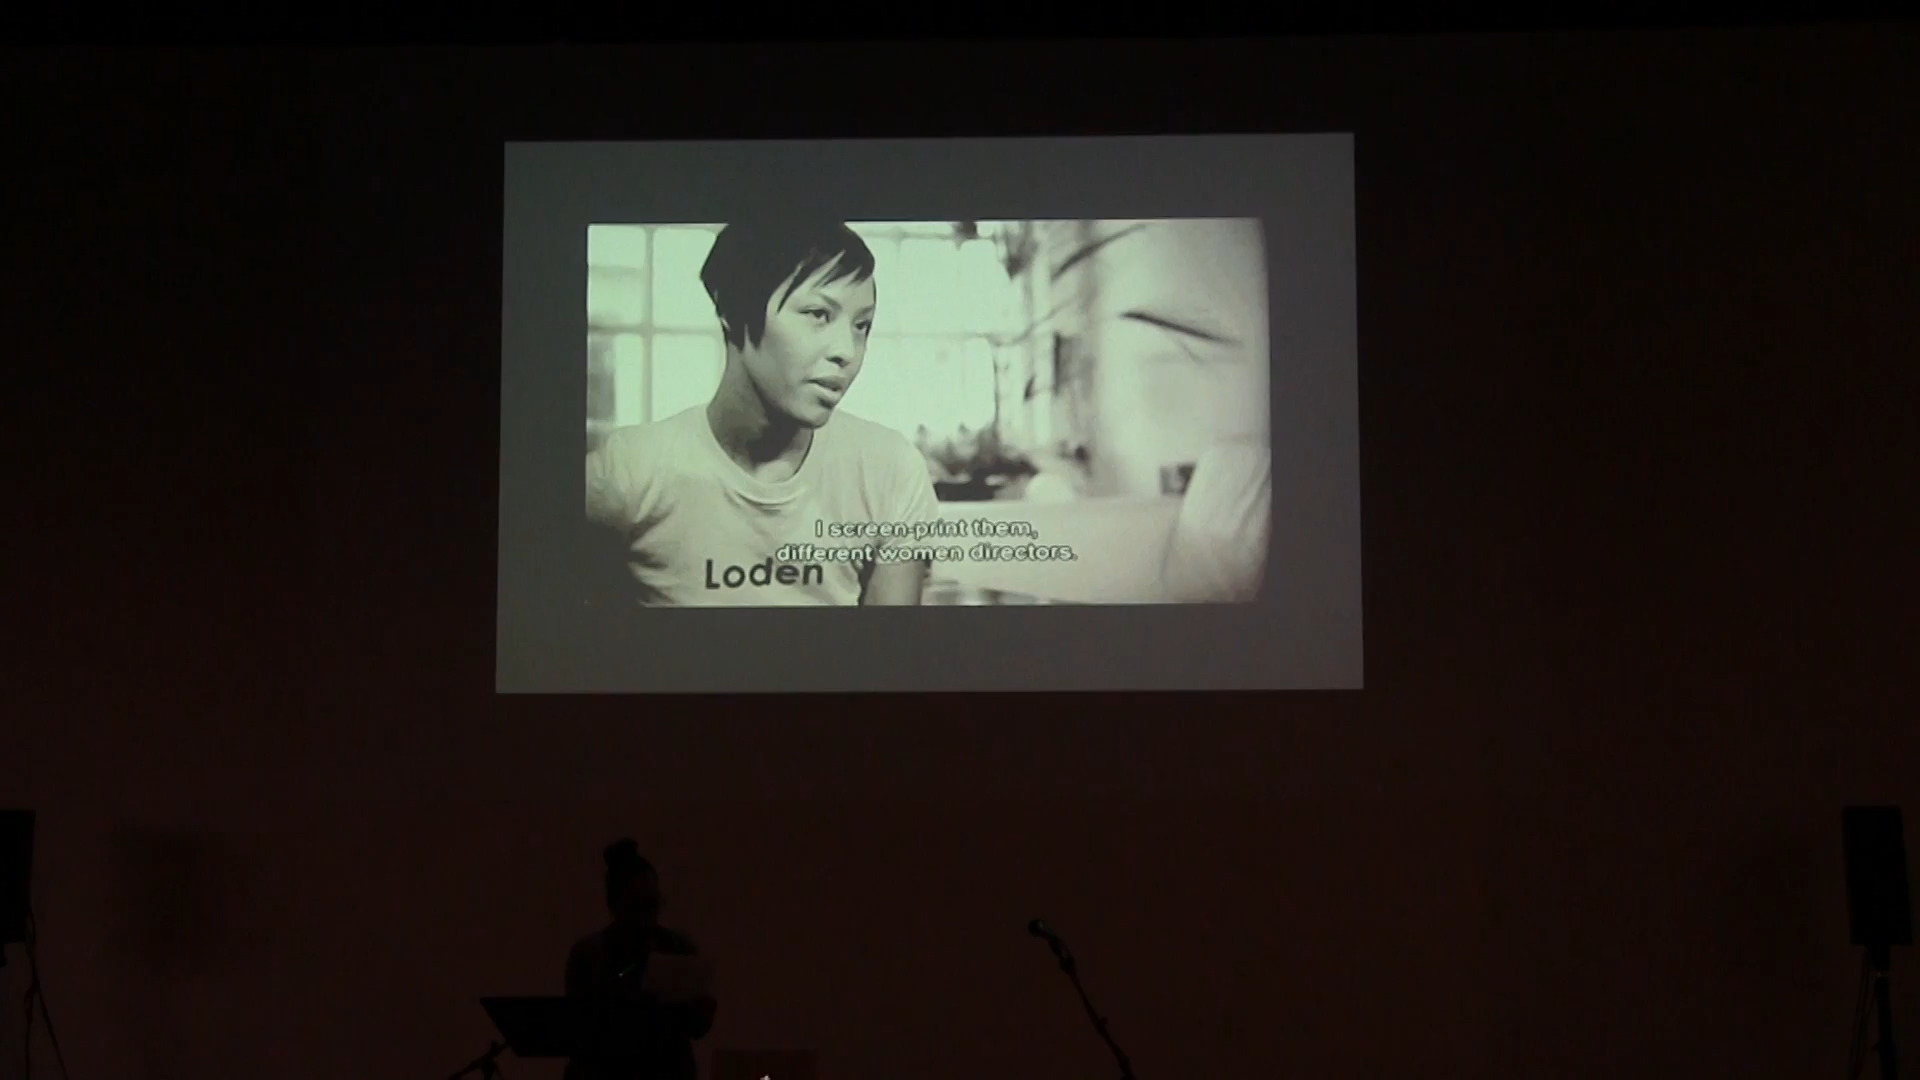 I screen-print them,
different women directors.
Loden